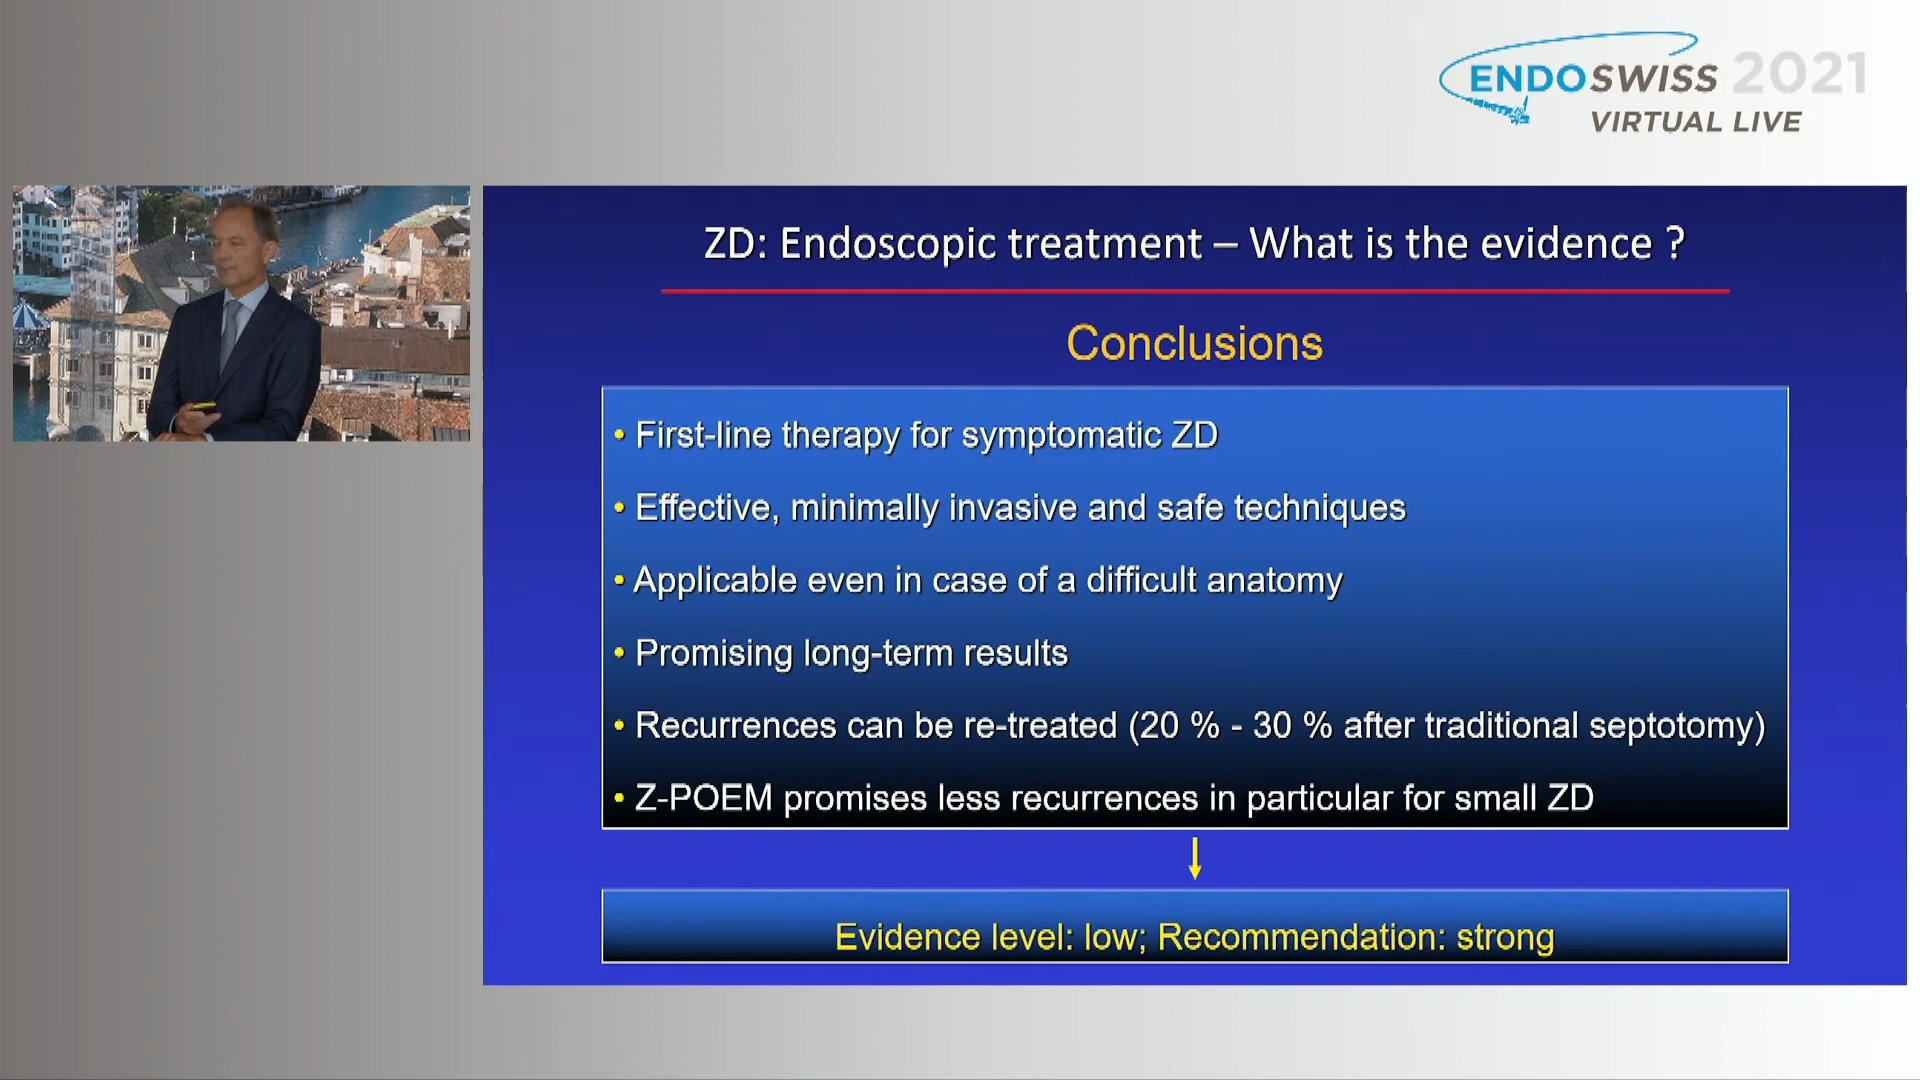 ENDOSWISS 2021
VIRTUAL LIVE
ZD: Endoscopic treatment – What is the evidence ?
Conclusions
• First-line therapy for symptomatic ZD
• Effective, minimally invasive and safe techniques
• Applicable even in case of a difficult anatomy
• Promising long-term results
• Recurrences can be re-treated (20 % - 30 % after traditional septotomy)
• Z-POEM promises less recurrences in particular for small ZD
Evidence level: low; Recommendation: strong